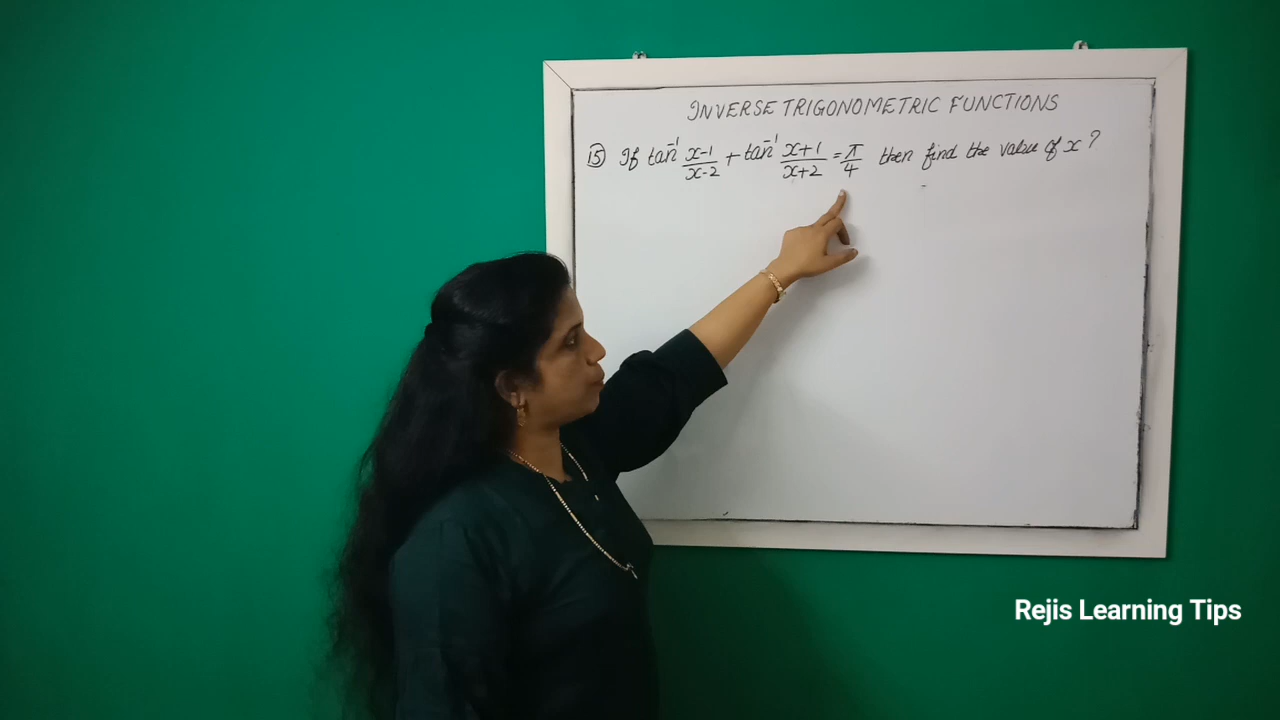 INVERSE TRIGONOMETRIC FUNCTIONS
⑮ If tan⁻¹ (x-1)/(x-2) + tan⁻¹ (x+1)/(x+2) = π/4 then find the value of x?
Rejis Learning Tips